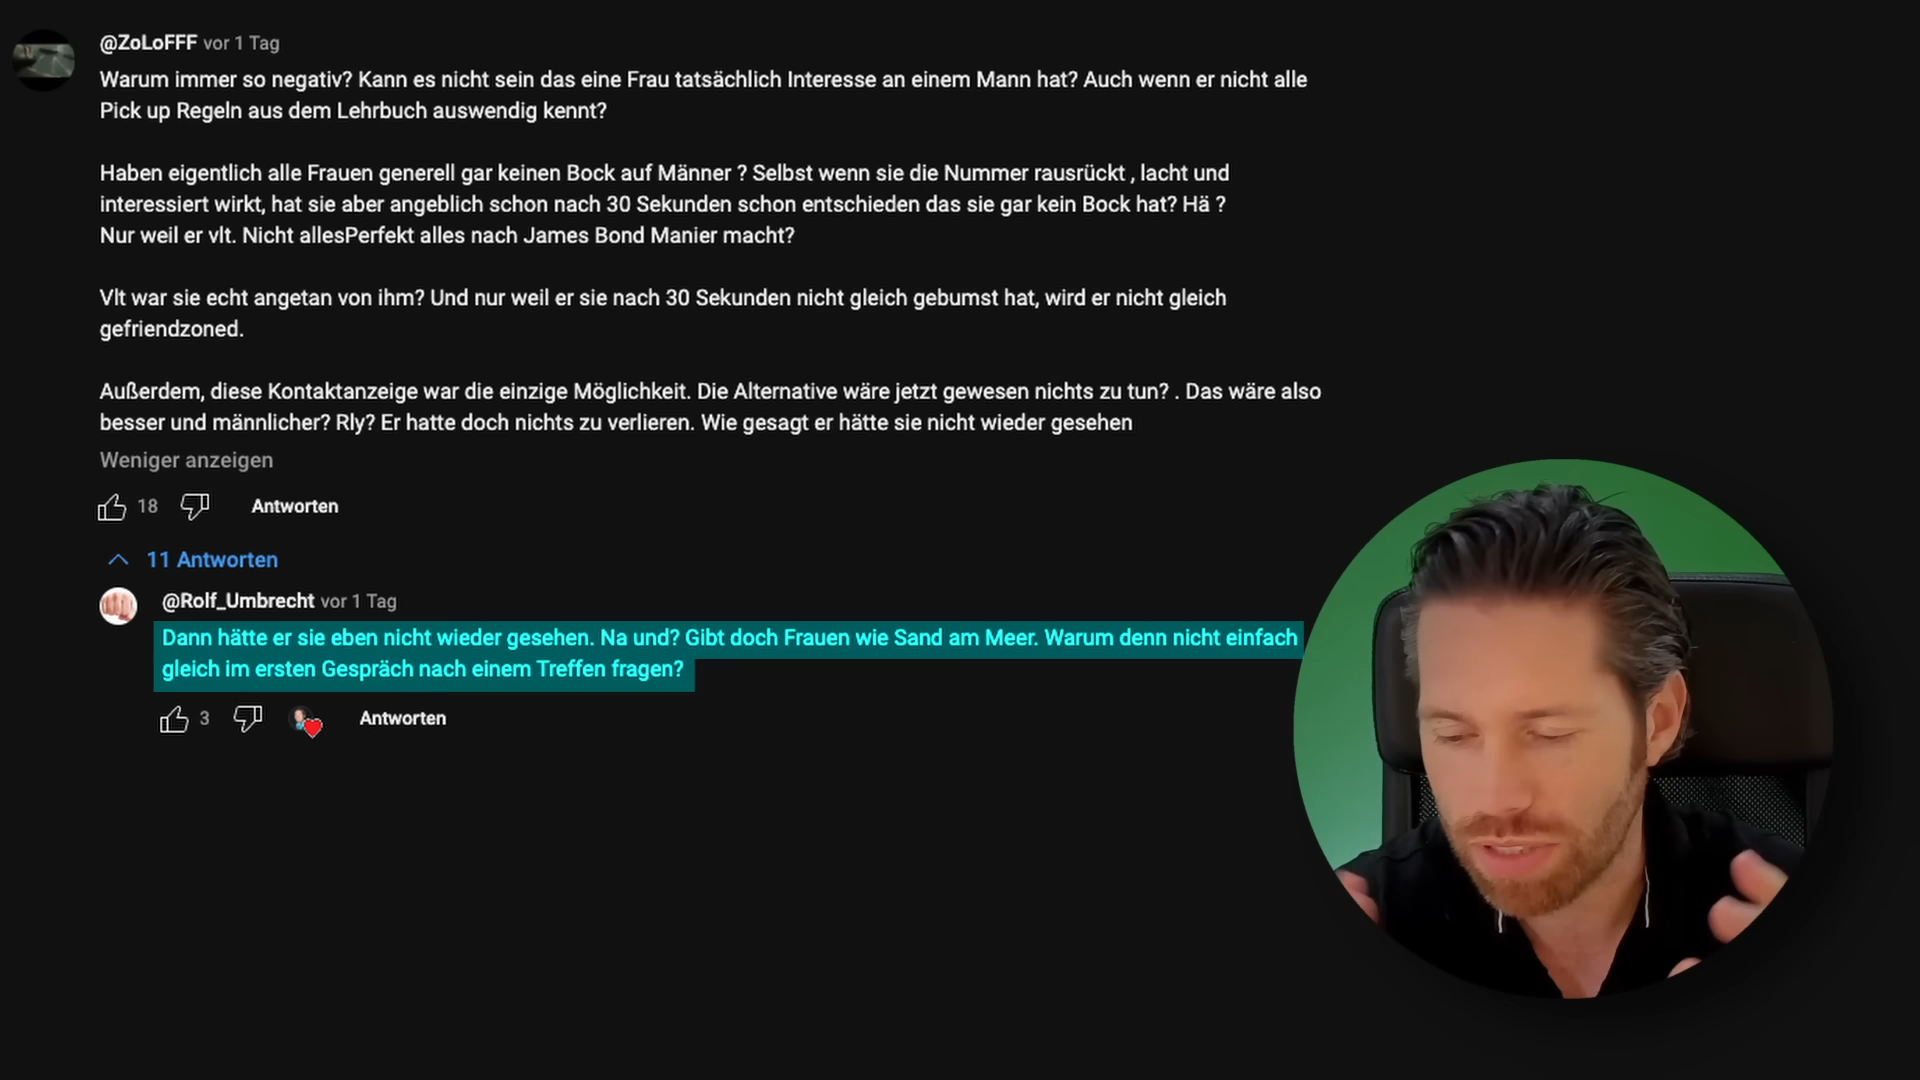 @ZoLoFFF vor 1 Tag
Warum immer so negativ? Kann es nicht sein das eine Frau tatsächlich Interesse an einem Mann hat? Auch wenn er nicht alle
Pick up Regeln aus dem Lehrbuch auswendig kennt?
Haben eigentlich alle Frauen generell gar keinen Bock auf Männer ? Selbst wenn sie die Nummer rausrückt , lacht und
interessiert wirkt, hat sie aber angeblich schon nach 30 Sekunden schon entschieden das sie gar kein Bock hat? Hä ?
Nur weil er vlt. Nicht allesPerfekt alles nach James Bond Manier macht?
Vlt war sie echt angetan von ihm? Und nur weil er sie nach 30 Sekunden nicht gleich gebumst hat, wird er nicht gleich
gefriendzoned.
Außerdem, diese Kontaktanzeige war die einzige Möglichkeit. Die Alternative wäre jetzt gewesen nichts zu tun? . Das wäre also
besser und männlicher? Rly? Er hatte doch nichts zu verlieren. Wie gesagt er hätte sie nicht wieder gesehen
Weniger anzeigen
18 Antworten
11 Antworten
@Rolf_Umbrecht vor 1 Tag
Dann hätte er sie eben nicht wieder gesehen. Na und? Gibt doch Frauen wie Sand am Meer. Warum denn nicht einfach
gleich im ersten Gespräch nach einem Treffen fragen?
3 Antworten